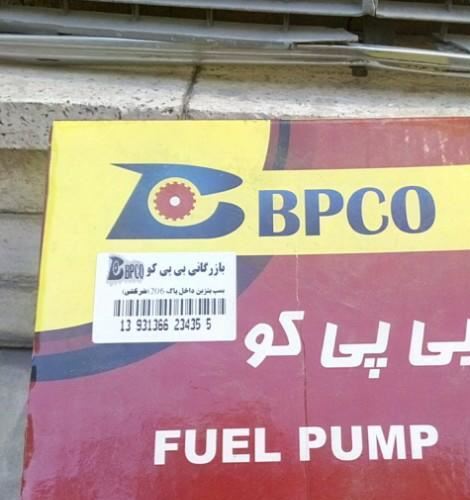 BPCO
بازرگانی بی پی کو BPCO
پمپ بنزین داخل باک 206 (شرکتی)
13 931366 23435 5
بی پی کو
FUEL PUMP